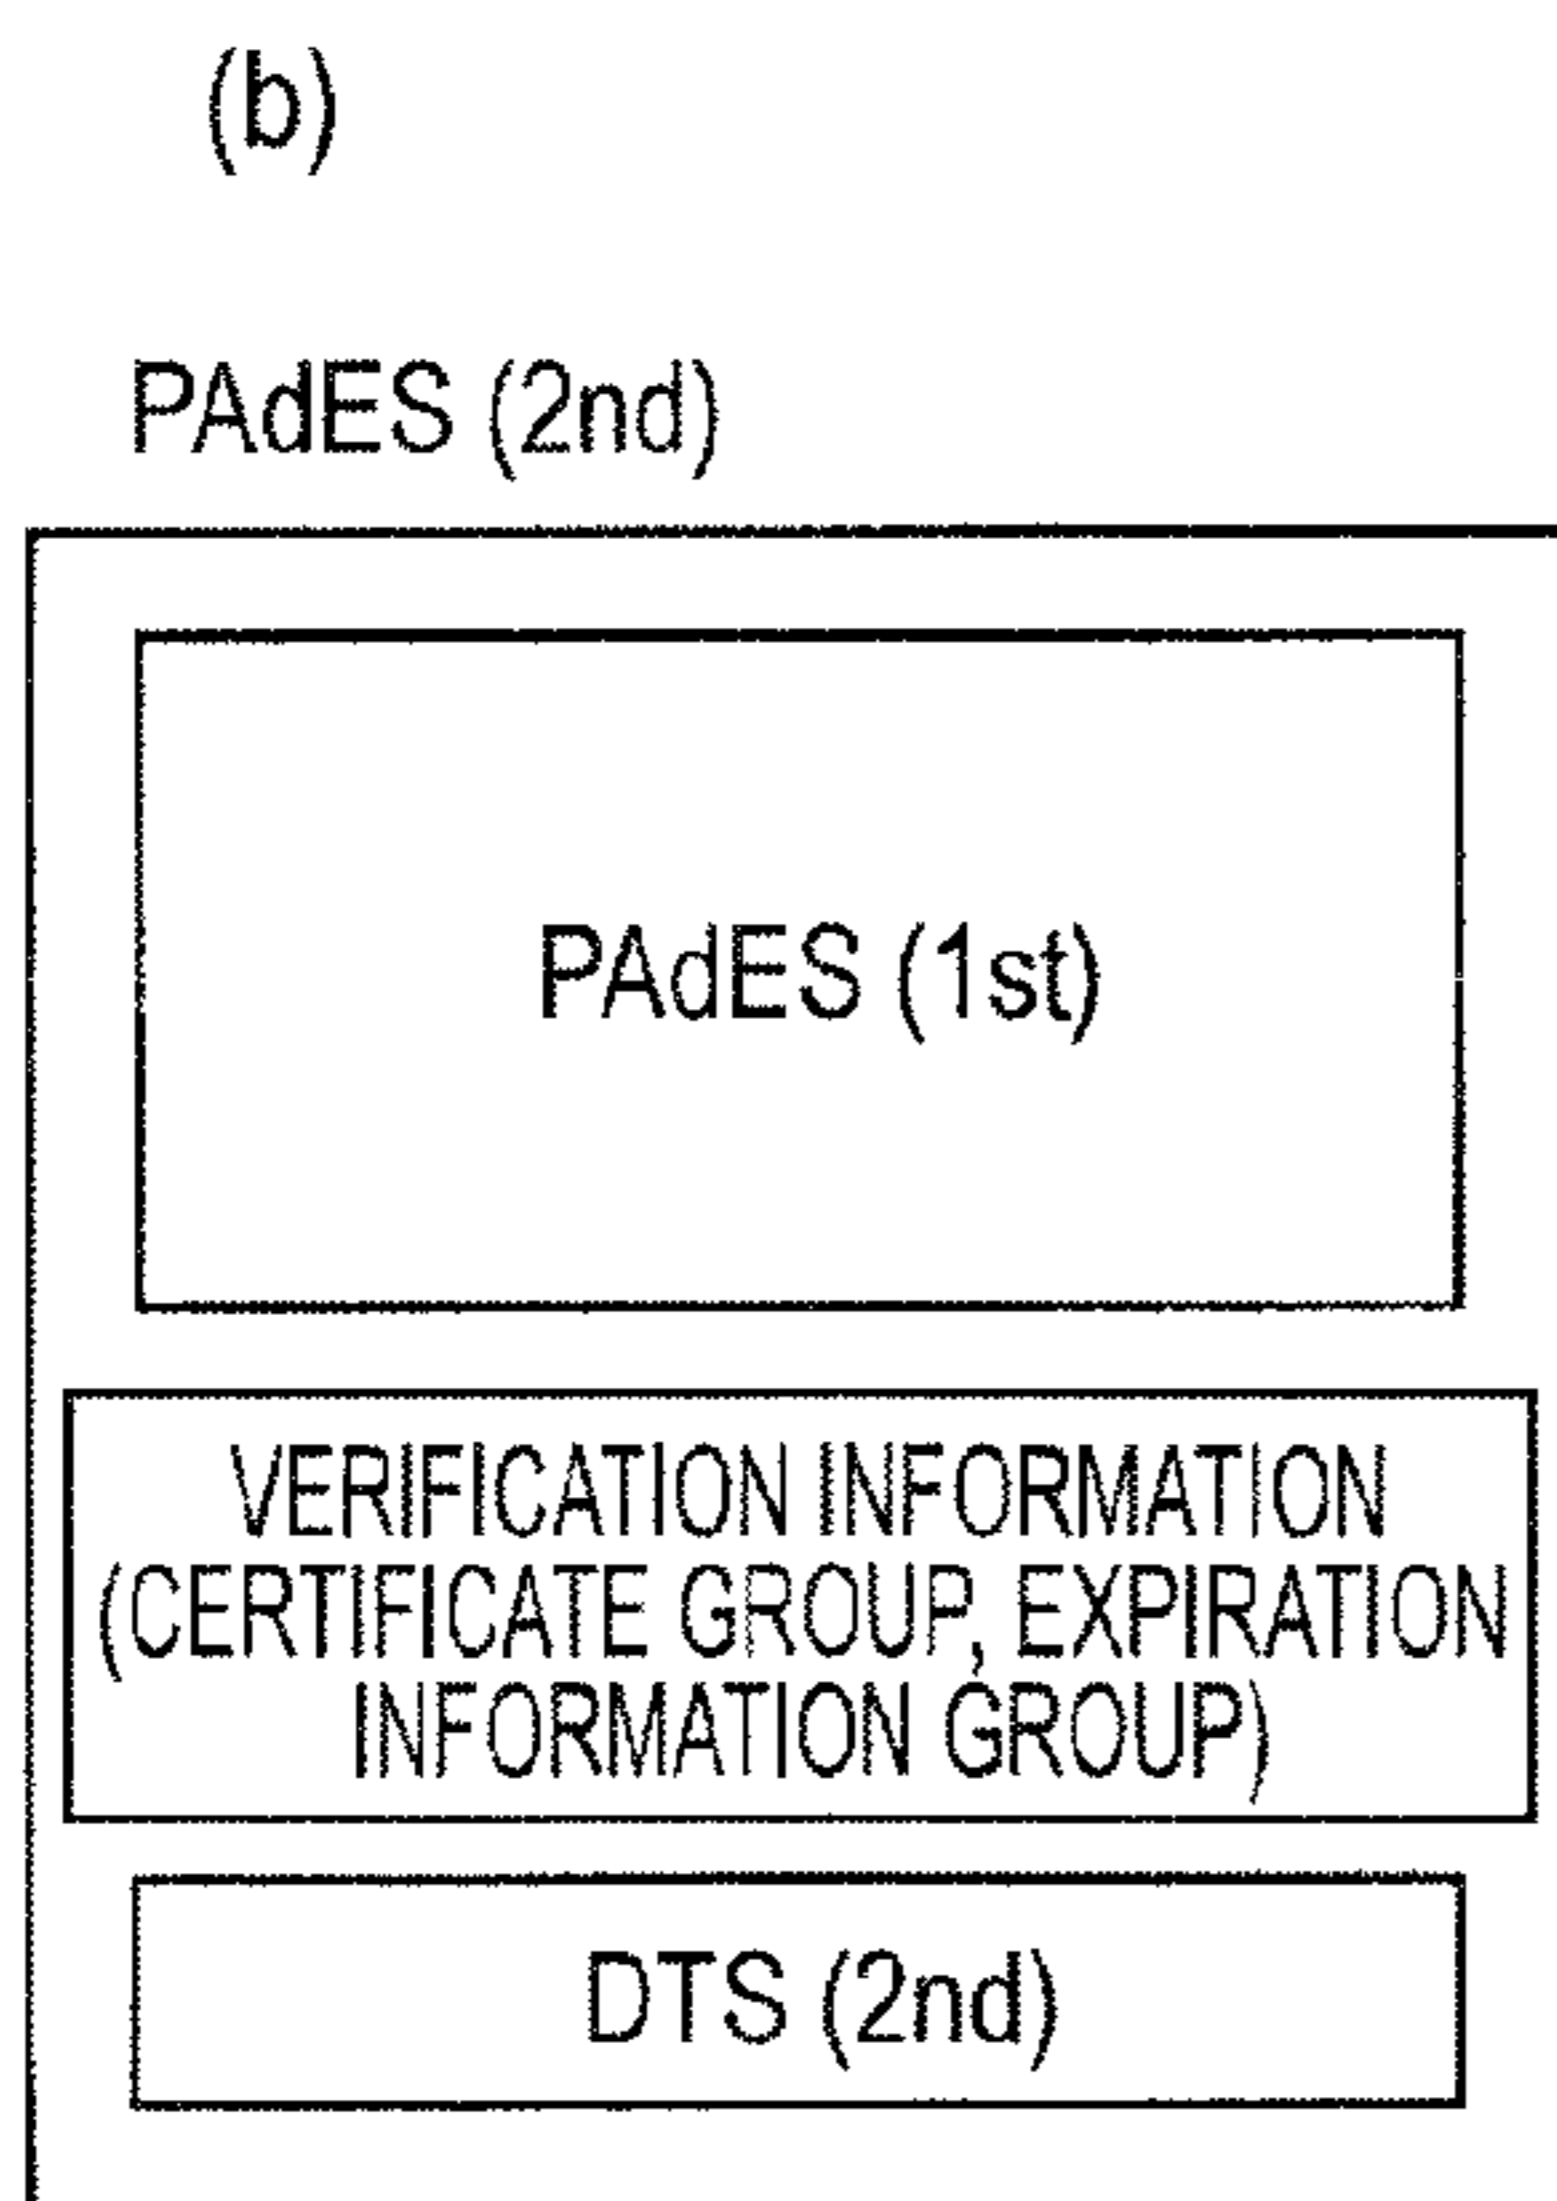 (b)
PAdES (2nd)
PAdES (1st)
VERIFICATION INFORMATION
(CERTIFICATE GROUP, EXPIRATION
INFORMATION GROUP)
DTS (2nd)